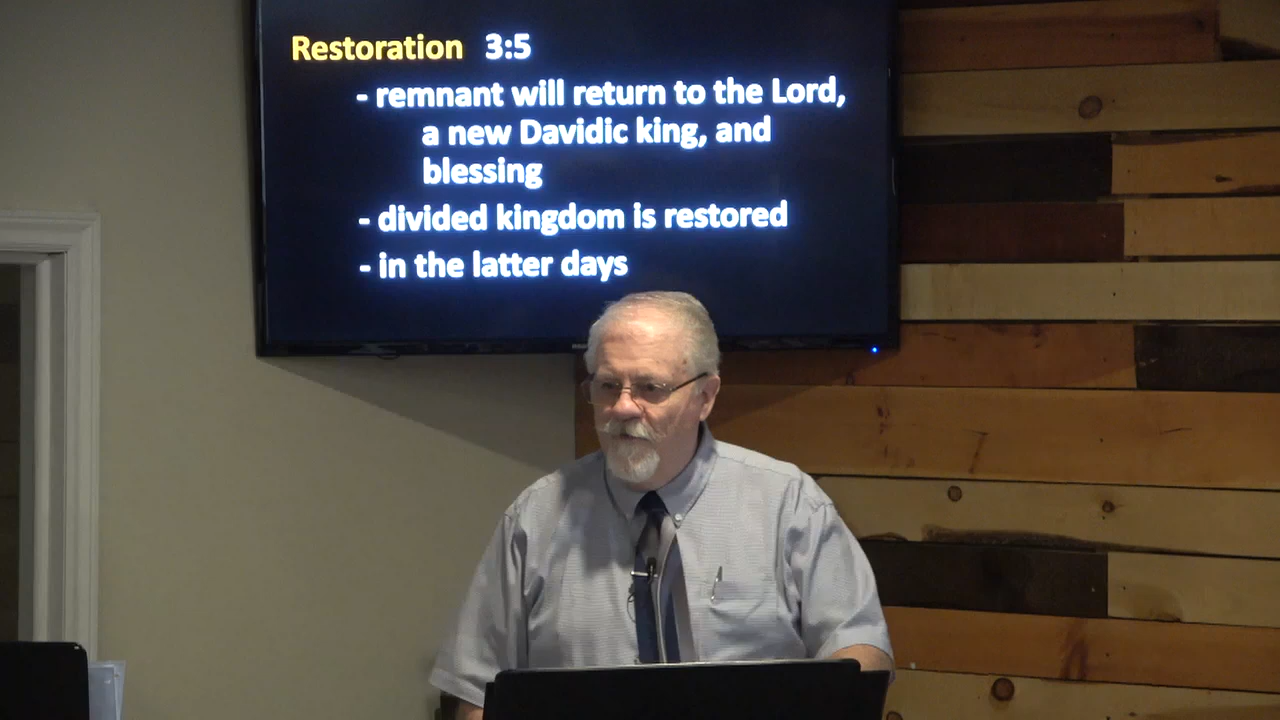 Restoration 3:5
- remnant will return to the Lord,
a new Davidic king, and
blessing
- divided kingdom is restored
- in the latter days